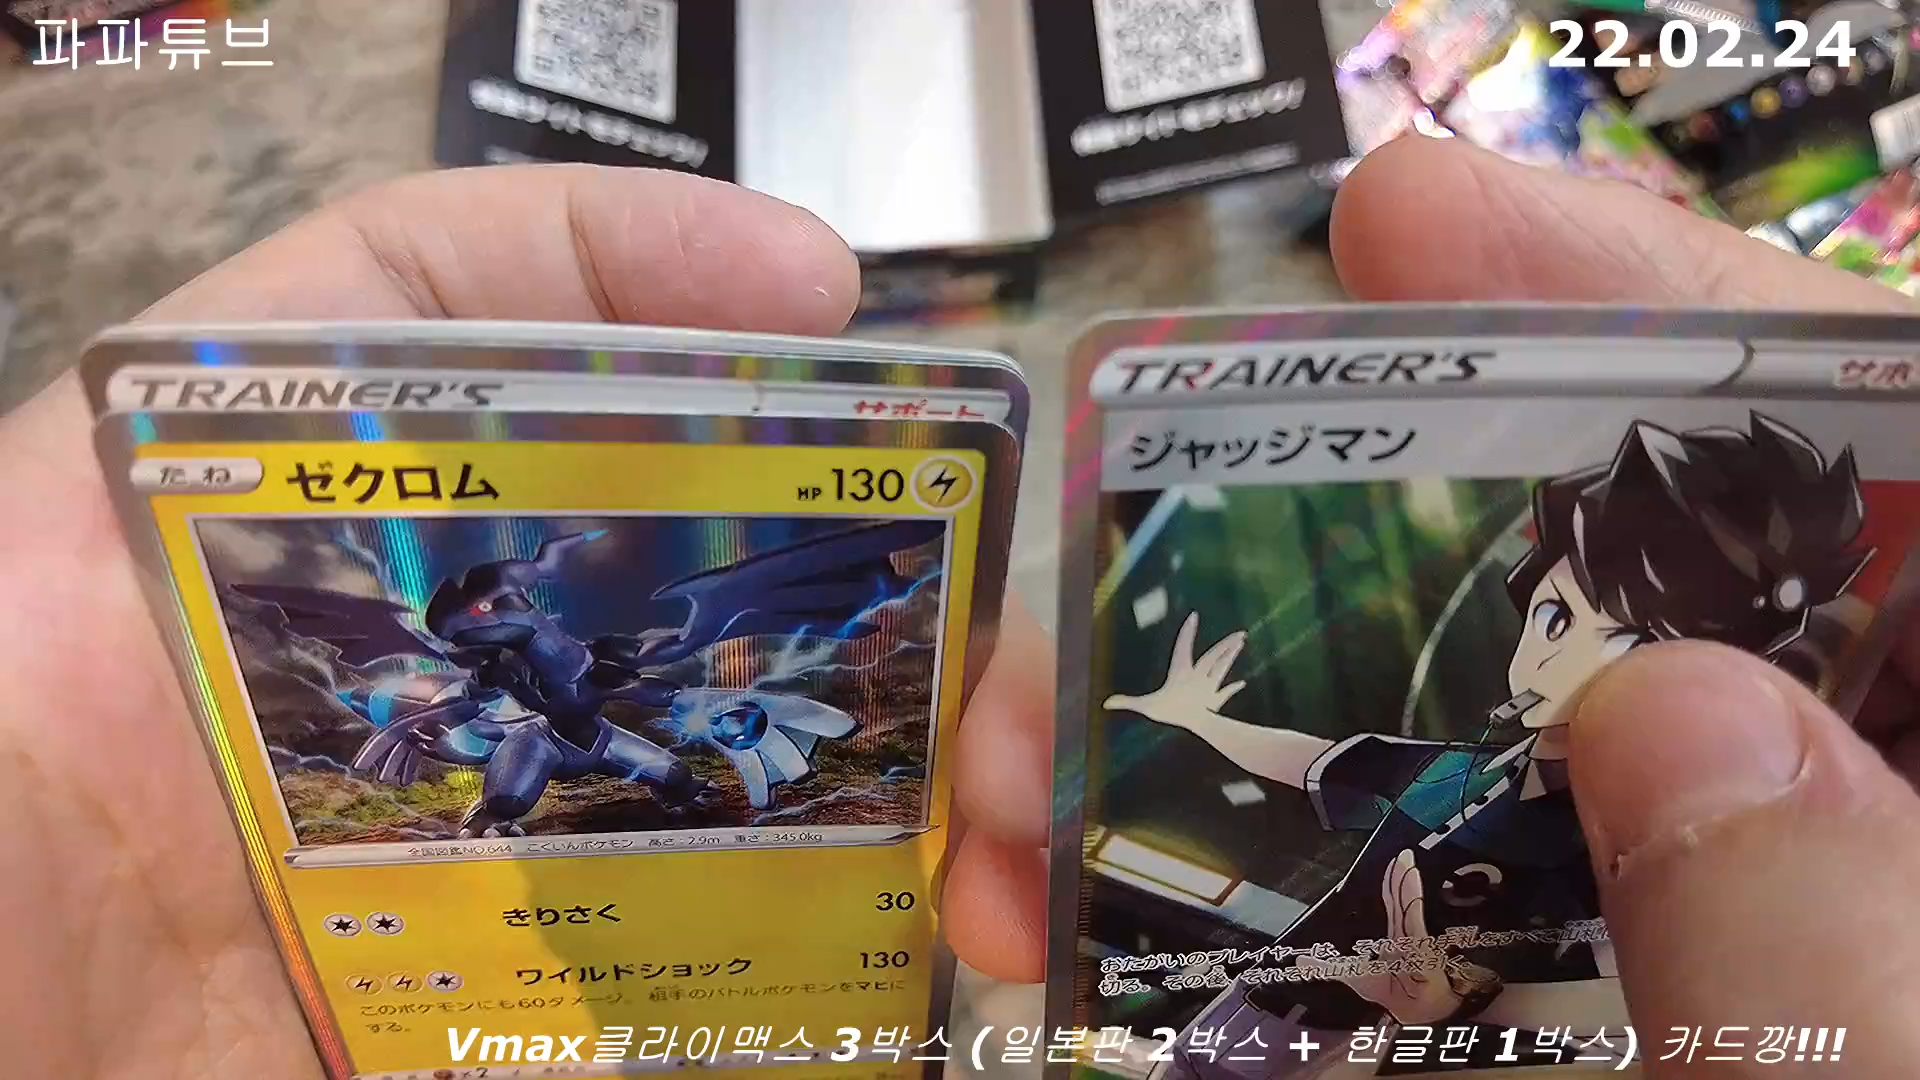 파파튜브
22.02.24
TRAINER'S
サポート
たね ゼクロム HP 130
全国図鑑NO.644 こくいんポケモン 高さ:2.9m 重さ:345.0kg
きりさく 30
ワイルドショック 130
このポケモンにも60ダメージ。相手のバトルポケモンをマヒに
する。
×2
TRAINER'S
サポ
ジャッジマン
おたがいのプレイヤーは、それぞれ手札をすべて山札
切る。その後、それぞれ山札を4枚引く。
Vmax클라이맥스 3박스 (일본판 2박스 + 한글판 1박스) 카드깡!!!